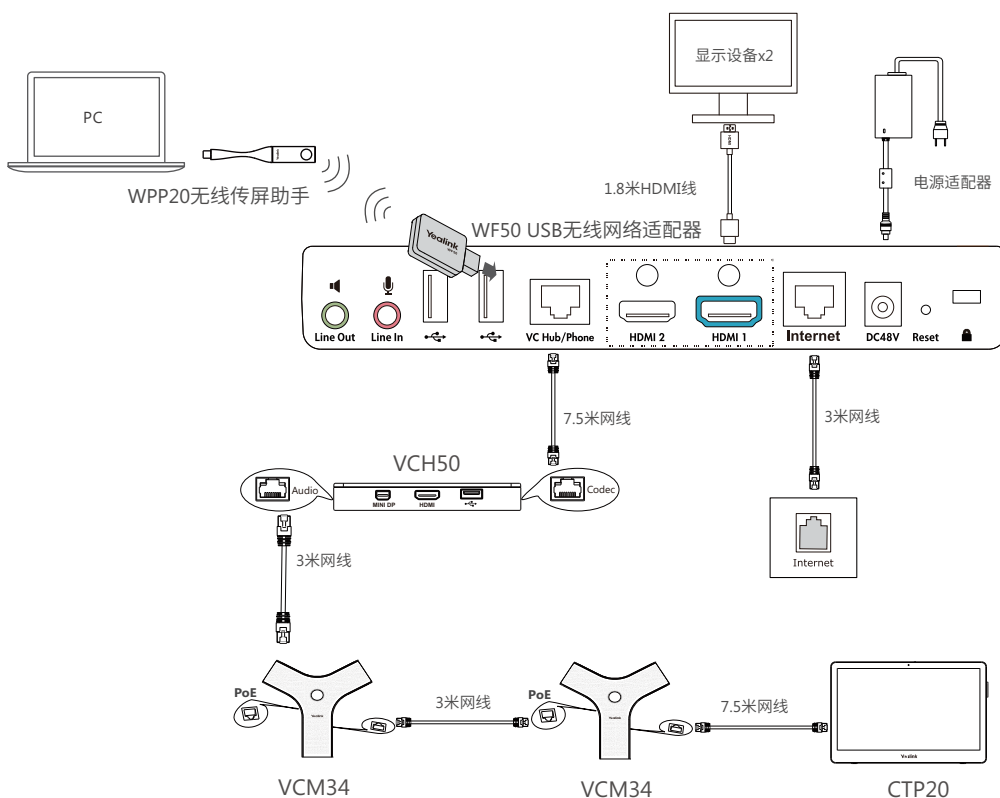 显示设备x2
PC
WPP20无线传屏助手
1.8米HDMI线
HDMI
电源适配器
WF50 USB无线网络适配器
Yealink
WF50
Line Out
Line In
VC Hub/Phone
HDMI 2
HDMI 1
Internet
DC48V
Reset
7.5米网线
3米网线
VCH50
Audio
MINI DP
HDMI
Codec
Internet
3米网线
PoE
Yealink
3米网线
PoE
Yealink
7.5米网线
Yealink
VCM34
VCM34
CTP20